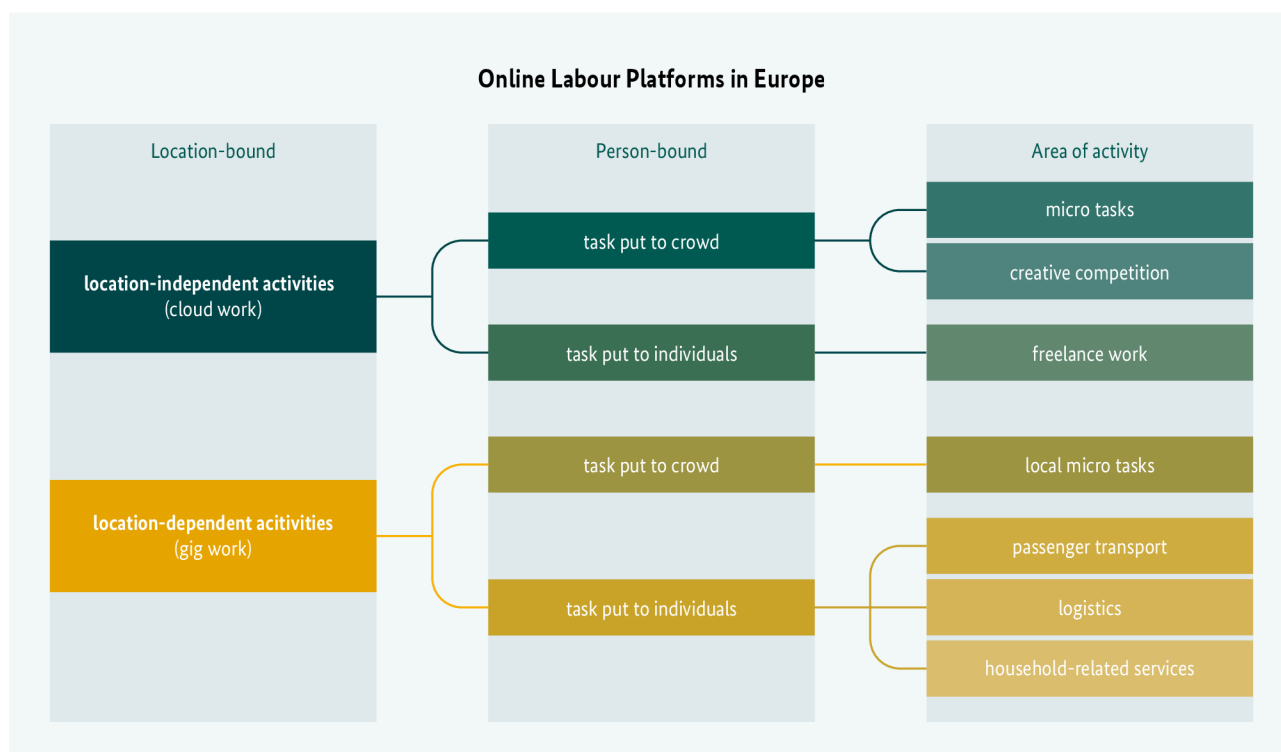 Online Labour Platforms in Europe
Location-bound
Person-bound
Area of activity
location-independent activities
(cloud work)
task put to crowd
micro tasks
creative competition
task put to individuals
freelance work
location-dependent acitivities
(gig work)
task put to crowd
local micro tasks
task put to individuals
passenger transport
logistics
household-related services